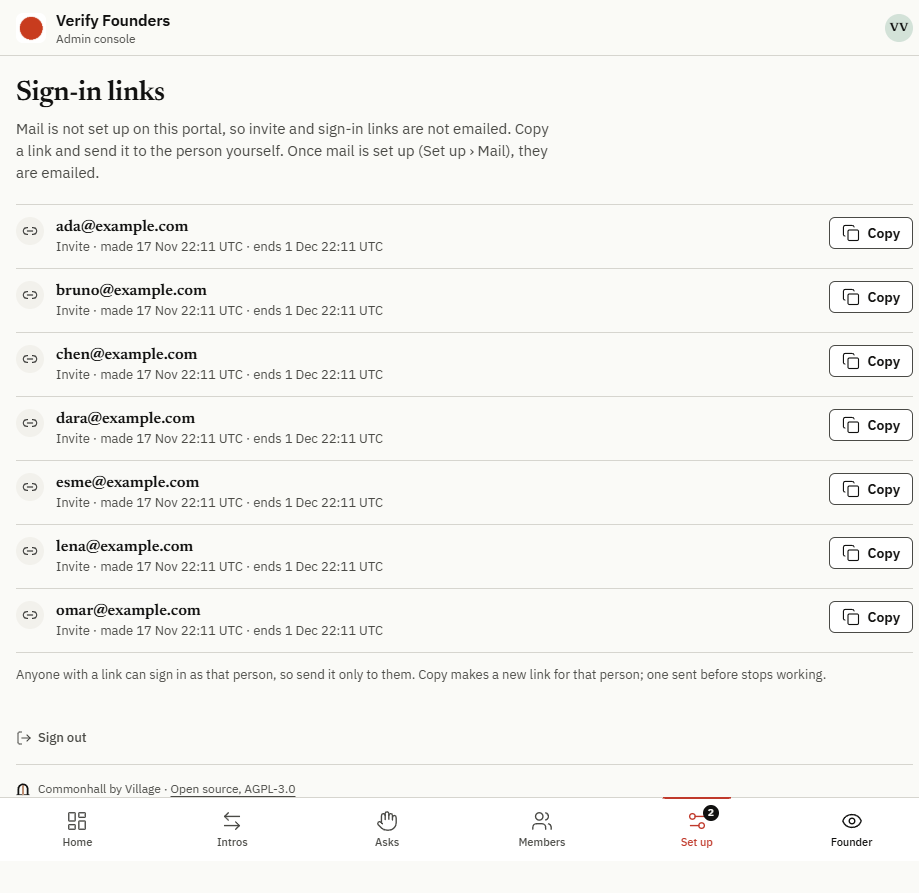 Verify Founders
Admin console
VV
Sign-in links
Mail is not set up on this portal, so invite and sign-in links are not emailed. Copy
a link and send it to the person yourself. Once mail is set up (Set up › Mail), they
are emailed.
ada@example.com
Invite · made 17 Nov 22:11 UTC · ends 1 Dec 22:11 UTC
Copy
bruno@example.com
Invite · made 17 Nov 22:11 UTC · ends 1 Dec 22:11 UTC
Copy
chen@example.com
Invite · made 17 Nov 22:11 UTC · ends 1 Dec 22:11 UTC
Copy
dara@example.com
Invite · made 17 Nov 22:11 UTC · ends 1 Dec 22:11 UTC
Copy
esme@example.com
Invite · made 17 Nov 22:11 UTC · ends 1 Dec 22:11 UTC
Copy
lena@example.com
Invite · made 17 Nov 22:11 UTC · ends 1 Dec 22:11 UTC
Copy
omar@example.com
Invite · made 17 Nov 22:11 UTC · ends 1 Dec 22:11 UTC
Copy
Anyone with a link can sign in as that person, so send it only to them. Copy makes a new link for that person; one sent before stops working.
Sign out
Commonhall by Village · Open source, AGPL-3.0
2
Home Intros Asks Members Set up Founder